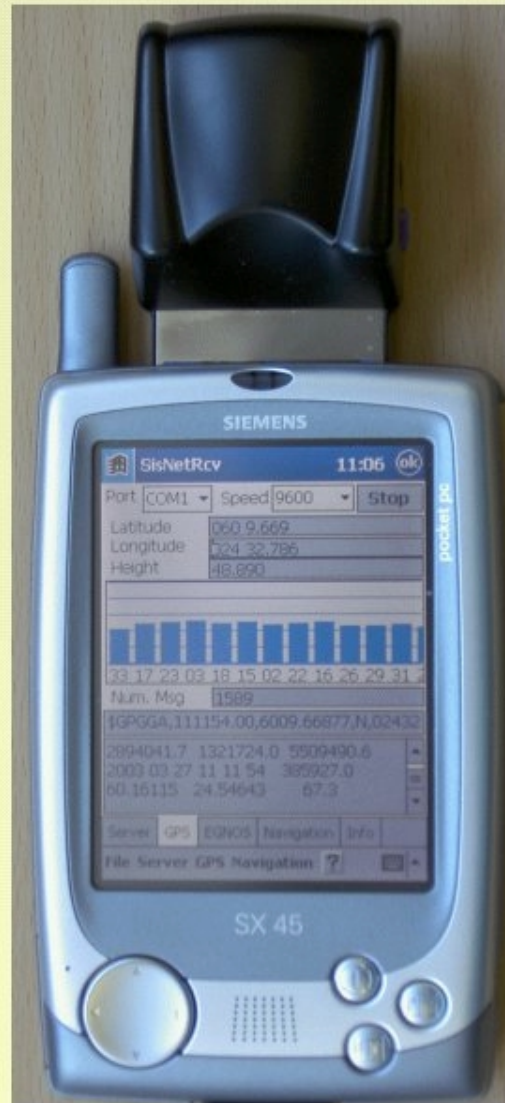 SIEMENS
SisNetRcv 11:06 ok
Port COM1 Speed 9600 Stop
Latitude 060 9.669
Longitude 024 32.786
Height 48.890
33 17 23 03 18 15 02 22 16 26 29 31
Num. Msg 1589
$GPGGA,111154.00,6009.66877,N,02432
2894041.7 1321724.0 5509490.6
2003 03 27 11 11 54 385927.0
60.16115 24.54643 67.3
Server GPS EGNOS Navigation Info
File Server GPS Navigation ?
pocket pc
SX 45